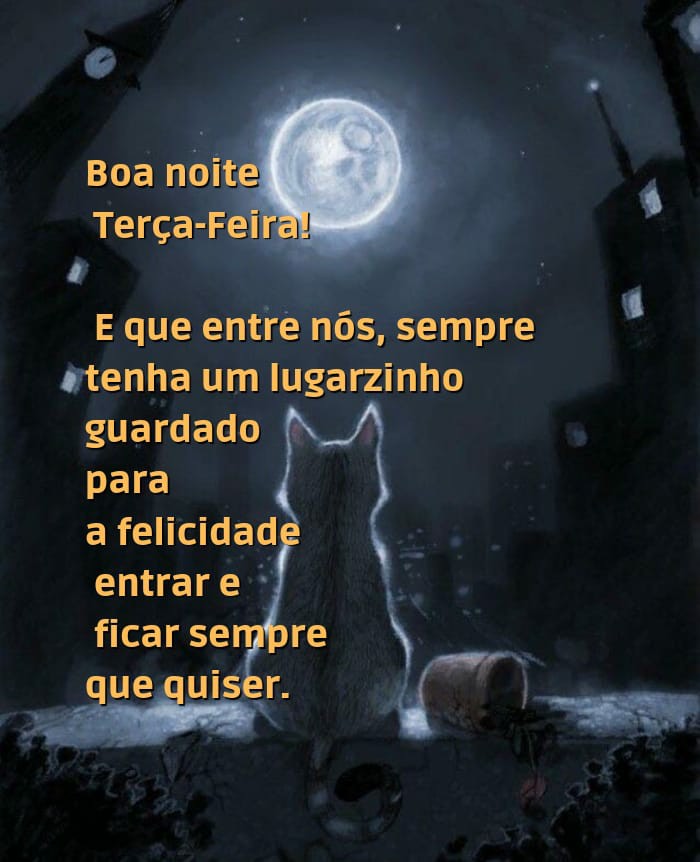 Boa noite
Terça-Feira!
E que entre nós, sempre
tenha um lugarzinho
guardado
para
a felicidade
entrar e
ficar sempre
que quiser.